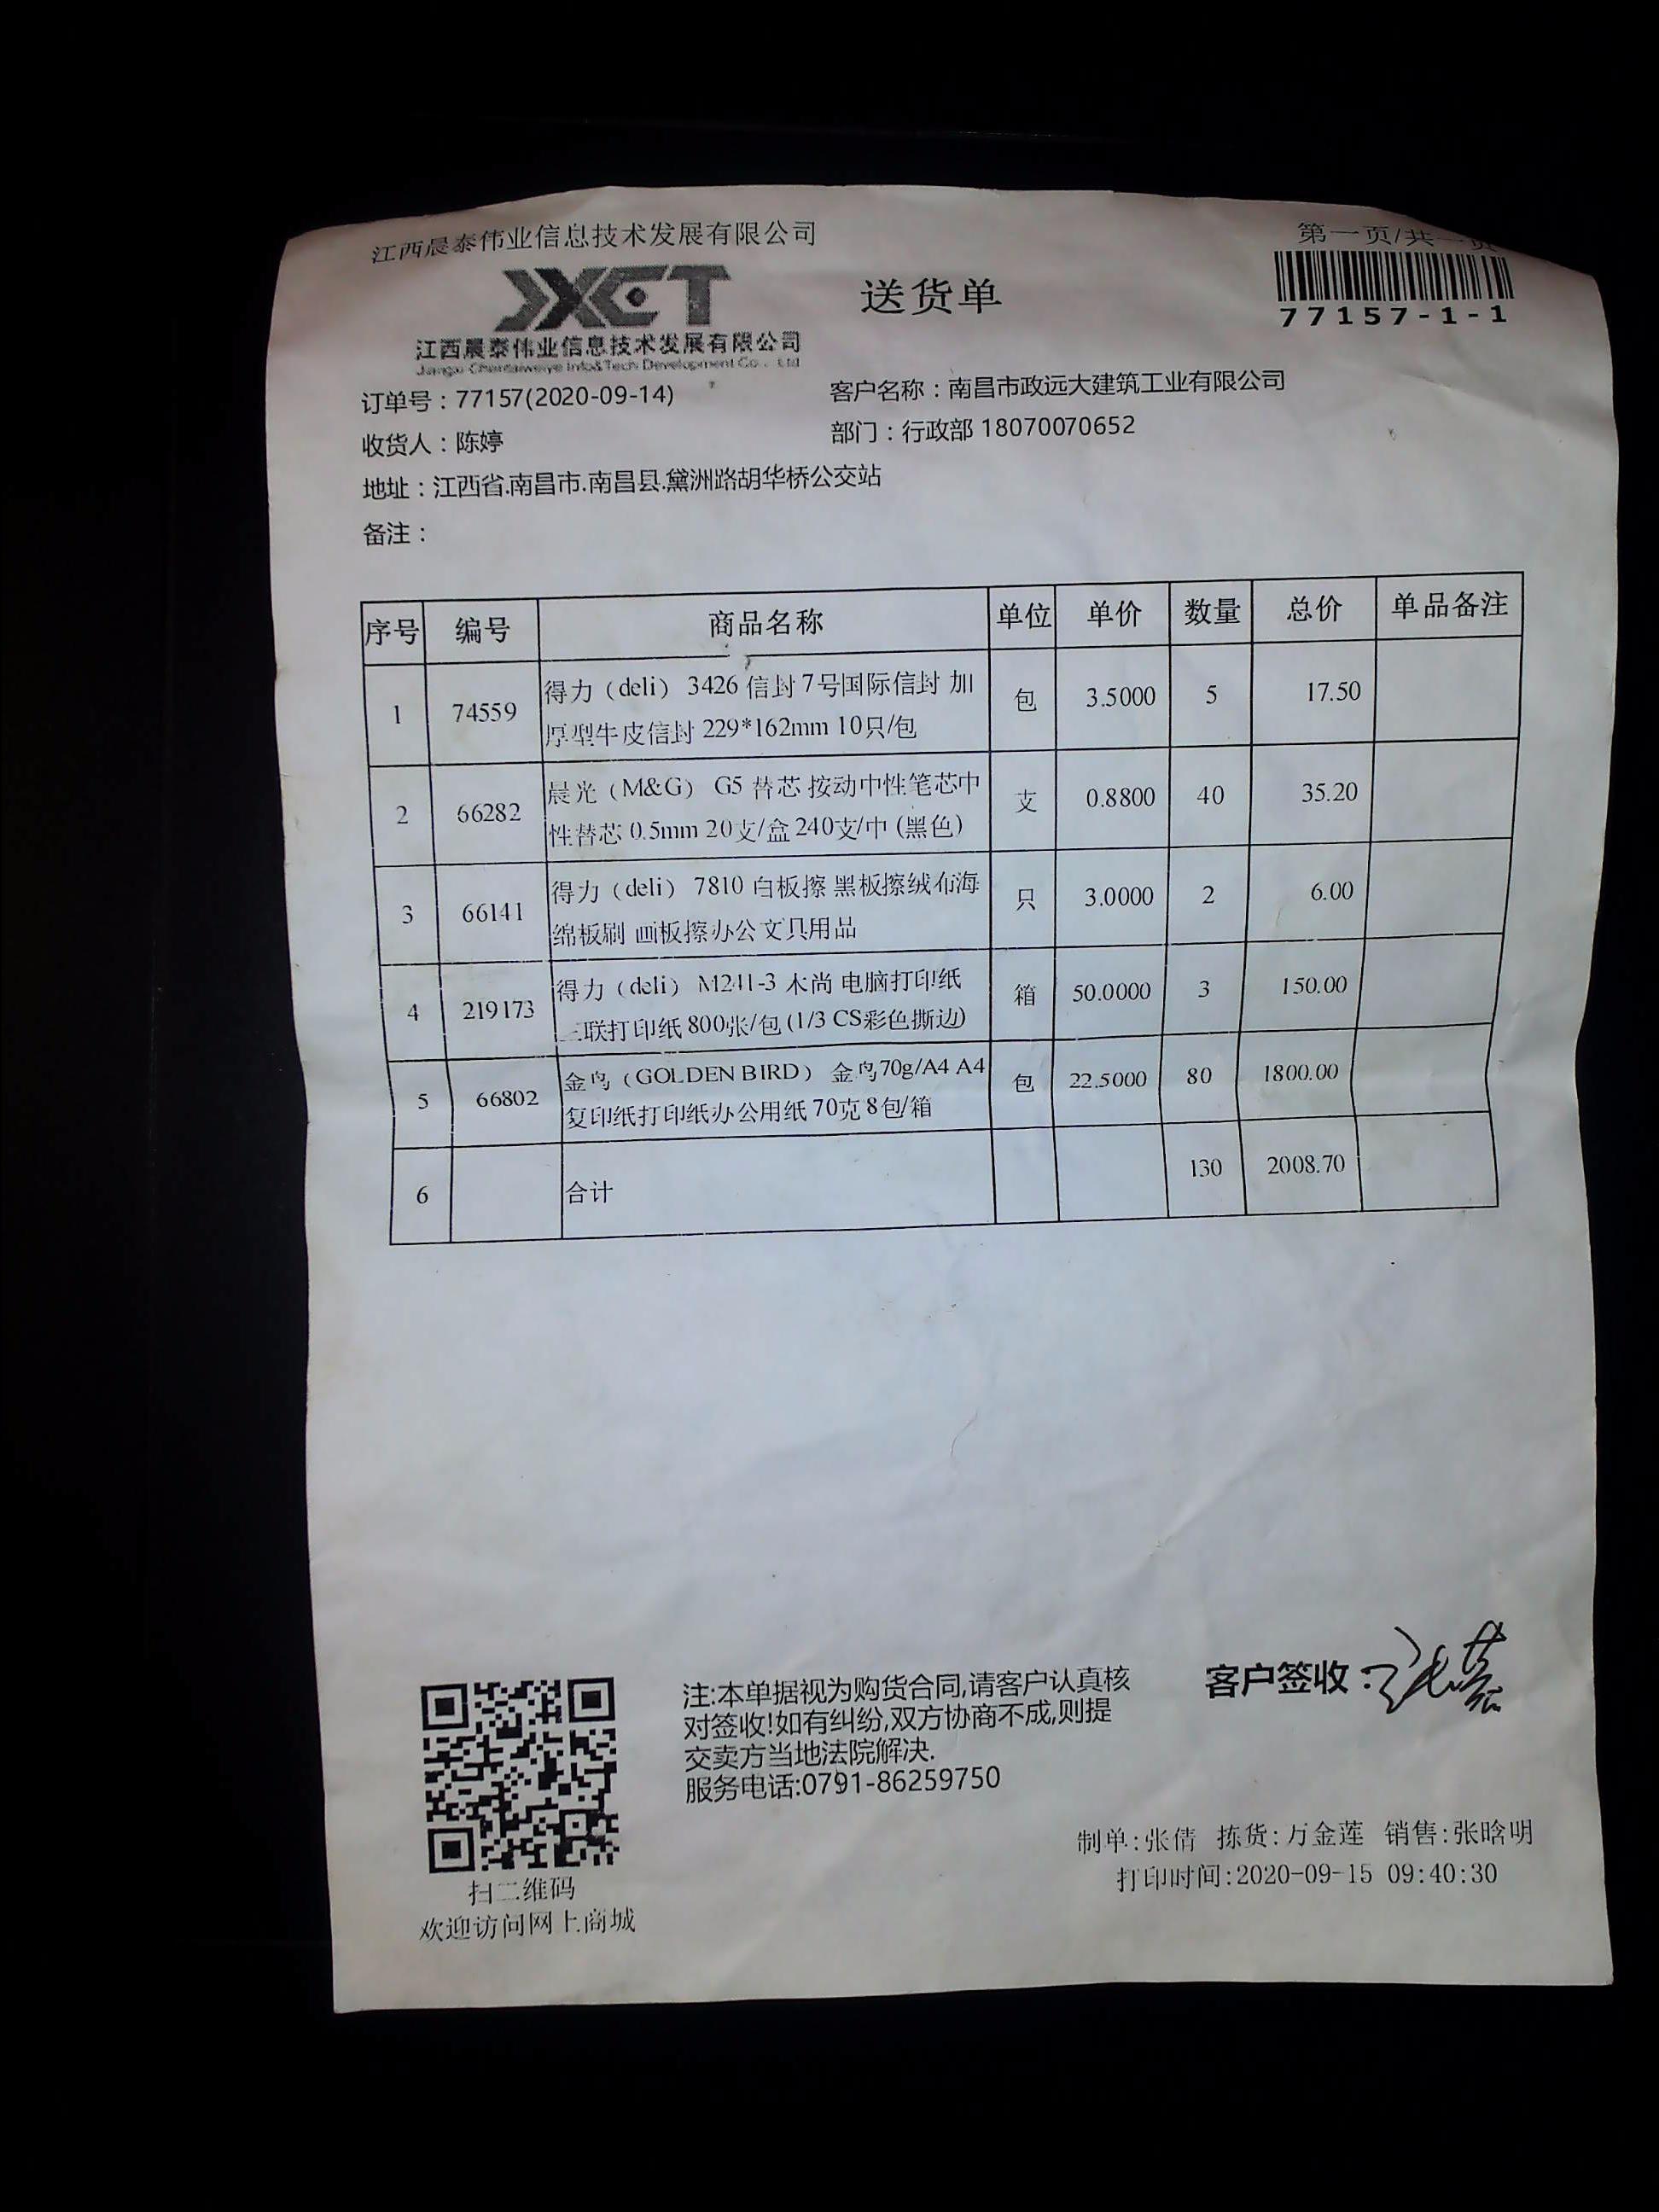 江西晨泰伟业信息技术发展有限公司
第一页/共一页
JXCT
送货单
77157-1-1
江西晨泰伟业信息技术发展有限公司
Jiangxi Chentaiweiye Info&Tech Development Co., Ltd
订单号：77157(2020-09-14)
客户名称：南昌市政远大建筑工业有限公司
收货人：陈婷
部门：行政部 18070070652
地址：江西省.南昌市.南昌县.黛洲路胡华桥公交站
备注：
序号 编号 商品名称 单位 单价 数量 总价 单品备注
1 74559 得力（deli） 3426 信封 7号国际信封 加 包 3.5000 5 17.50
厚型牛皮信封 229*162mm 10只/包
2 66282 晨光（M&G） G5 替芯 按动中性笔芯中 支 0.8800 40 35.20
性替芯 0.5mm 20支/盒 240支/中 (黑色)
3 66141 得力（deli） 7810 白板擦 黑板擦绒布海 只 3.0000 2 6.00
绵板刷 画板擦办公文具用品
4 219173 得力（deli） M241-3 木尚 电脑打印纸 箱 50.0000 3 150.00
三联打印纸 800张/包 (1/3 CS彩色撕边)
5 66802 金鸟（GOLDEN BIRD） 金鸟70g/A4 A4 包 22.5000 80 1800.00
复印纸打印纸办公用纸 70克 8包/箱
6 合计 130 2008.70
注:本单据视为购货合同,请客户认真核
对签收!如有纠纷,双方协商不成,则提
交卖方当地法院解决.
服务电话:0791-86259750
客户签收：
扫二维码
欢迎访问网上商城
制单:张倩 拣货:万金莲 销售:张晗明
打印时间:2020-09-15 09:40:30